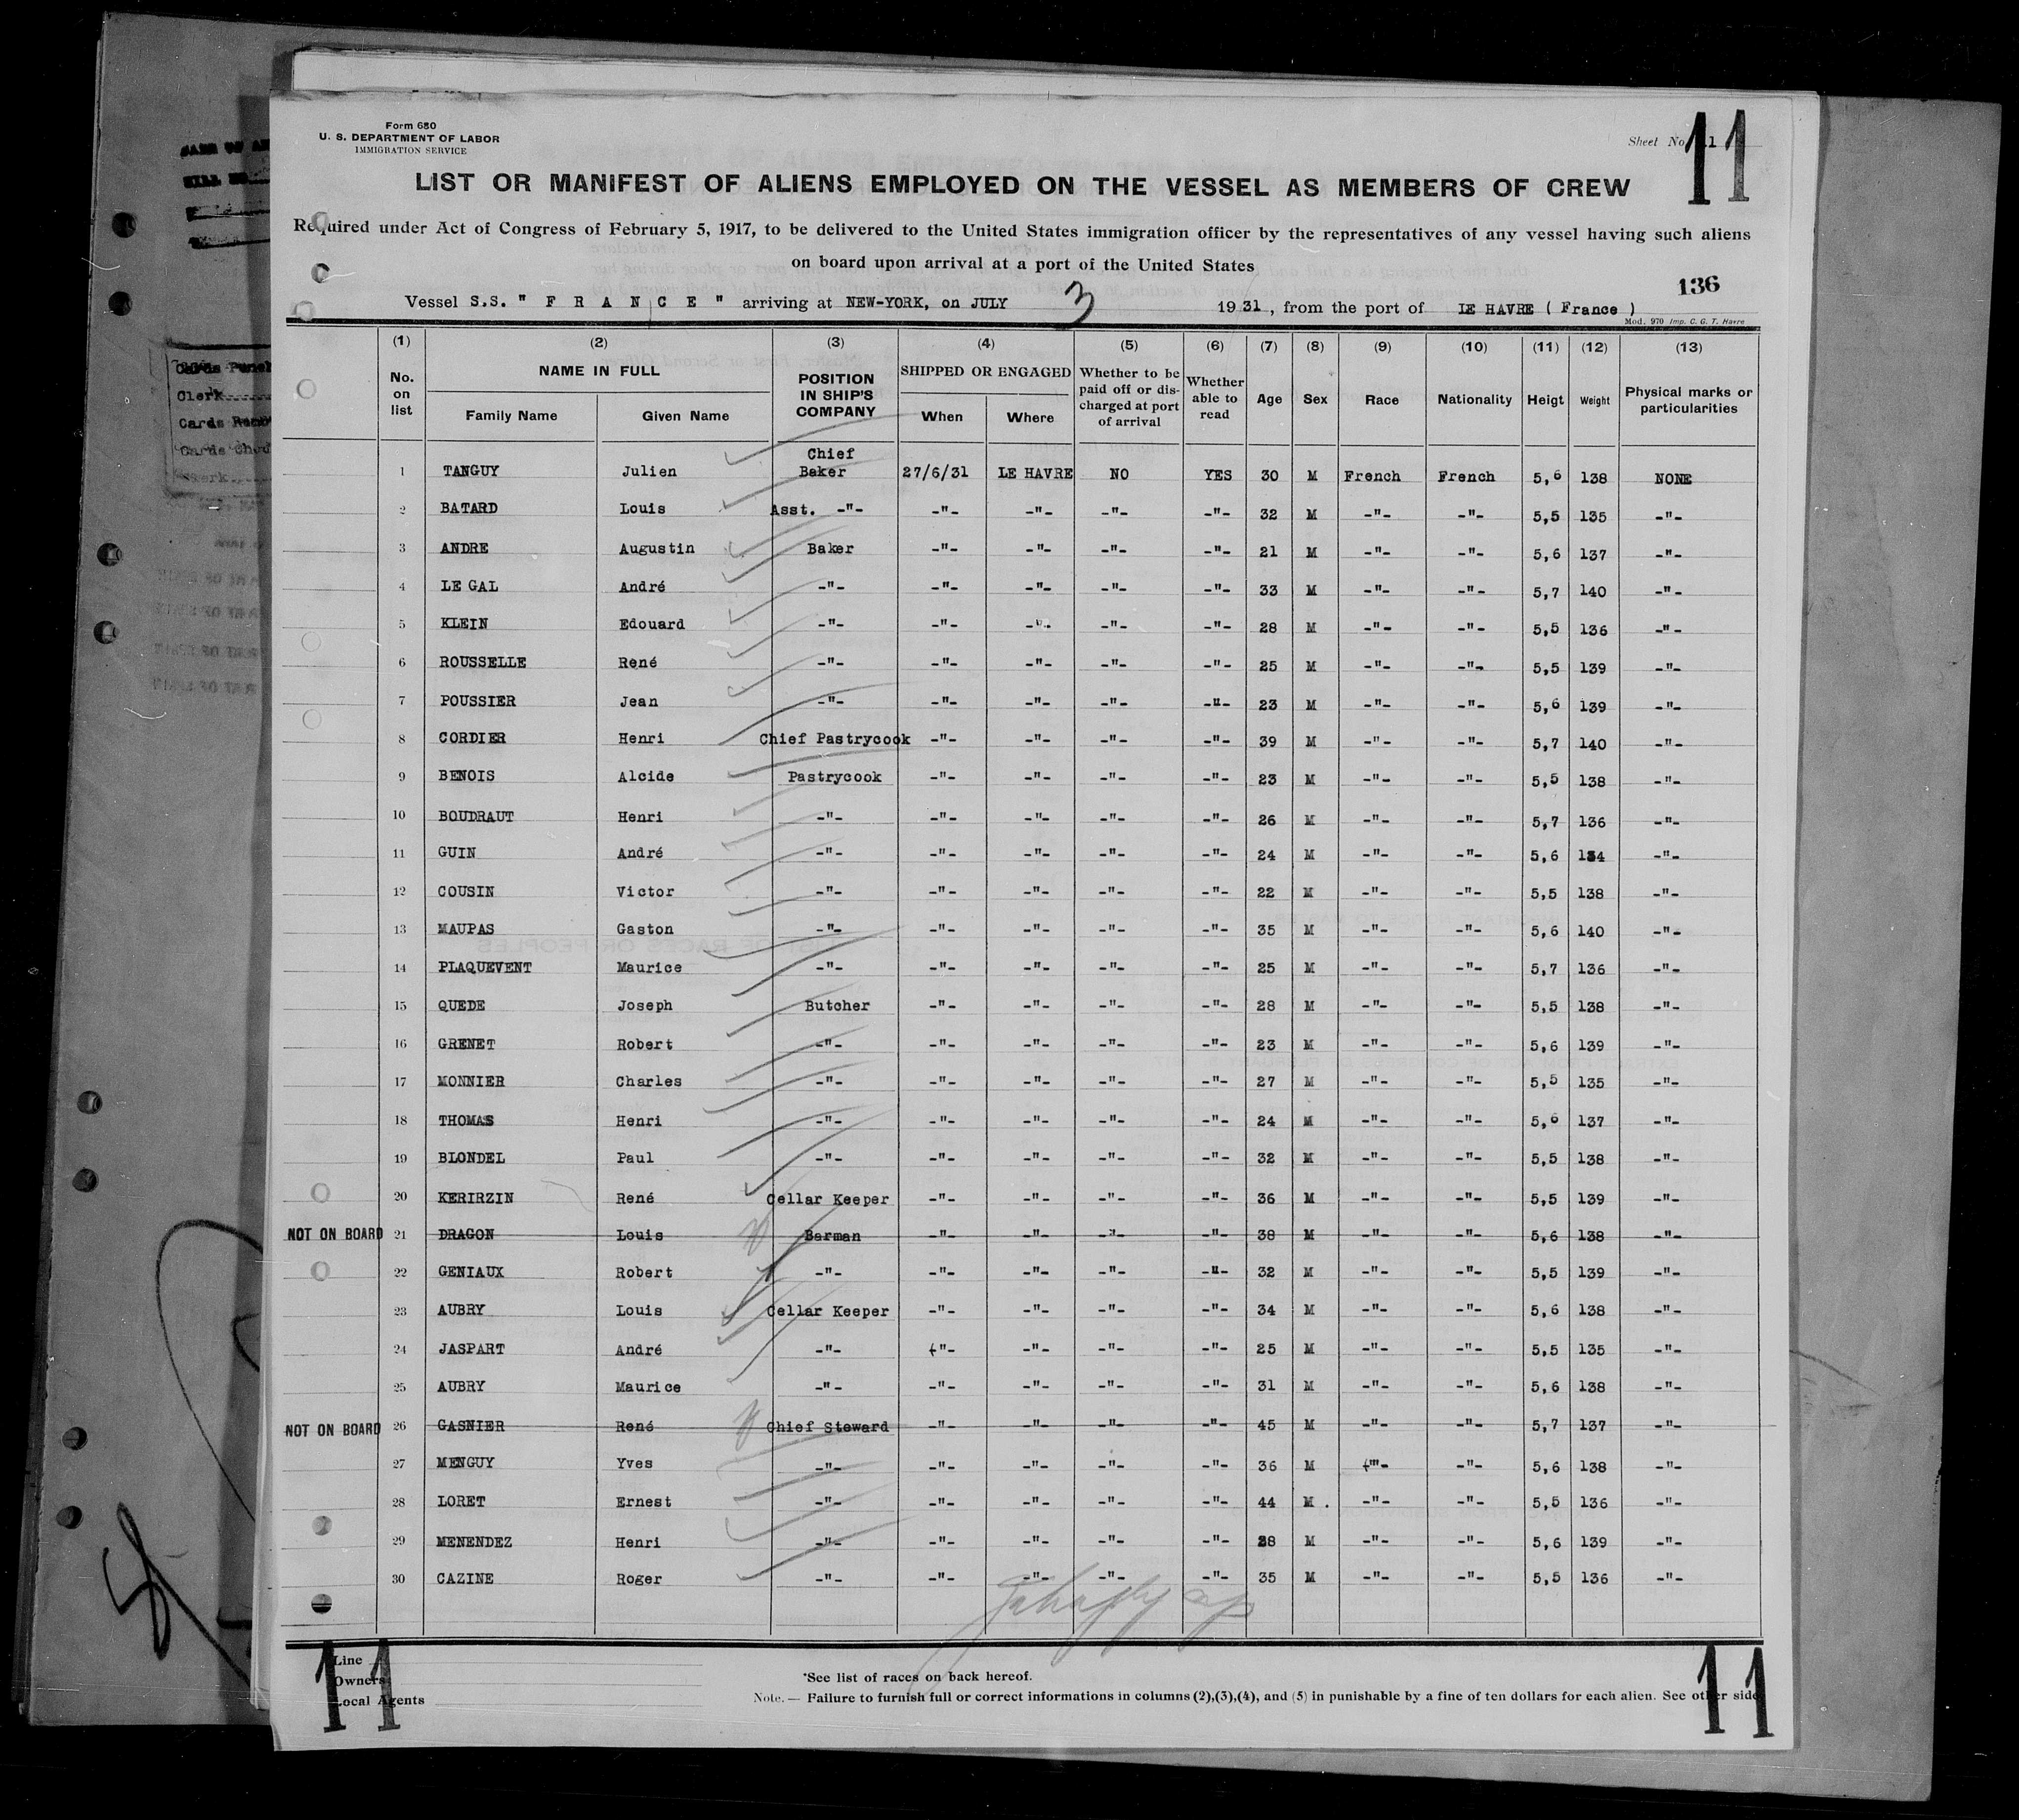 Form 680
U. S. DEPARTMENT OF LABOR
IMMIGRATION SERVICE
Sheet No. 11
11
LIST OR MANIFEST OF ALIENS EMPLOYED ON THE VESSEL AS MEMBERS OF CREW
Required under Act of Congress of February 5, 1917, to be delivered to the United States immigration officer by the representatives of any vessel having such aliens
on board upon arrival at a port of the United States
136
Vessel S.S. " F R A N C E " arriving at NEW-YORK, on JULY 3 1931, from the port of LE HAVRE ( France )
Mod. 970 Imp. C. G. T. Havre
(1) (2) (3) (4) (5) (6) (7) (8) (9) (10) (11) (12) (13)
No. on list NAME IN FULL Family Name Given Name POSITION IN SHIP'S COMPANY SHIPPED OR ENGAGED When Where Whether to be paid off or discharged at port of arrival Whether able to read Age Sex Race Nationality Heigt Weight Physical marks or particularities
1 TANGUY Julien Chief Baker 27/6/31 LE HAVRE NO YES 30 M French French 5,6 138 NONE
2 BATARD Louis Asst. -"- -"- -"- -"- -"- 32 M -"- -"- 5,5 135 -"-
3 ANDRE Augustin Baker -"- -"- -"- -"- 21 M -"- -"- 5,6 137 -"-
4 LE GAL André -"- -"- -"- -"- -"- 33 M -"- -"- 5,7 140 -"-
5 KLEIN Edouard -"- -"- -"- -"- -"- 28 M -"- -"- 5,5 136 -"-
6 ROUSSELLE René -"- -"- -"- -"- -"- 25 M -"- -"- 5,5 139 -"-
7 POUSSIER Jean -"- -"- -"- -"- -"- 23 M -"- -"- 5,6 139 -"-
8 CORDIER Henri Chief Pastrycook -"- -"- -"- -"- 39 M -"- -"- 5,7 140 -"-
9 BENOIS Alcide Pastrycook -"- -"- -"- -"- 23 M -"- -"- 5,5 138 -"-
10 BOUDRAUT Henri -"- -"- -"- -"- -"- 26 M -"- -"- 5,7 136 -"-
11 GUIN André -"- -"- -"- -"- -"- 24 M -"- -"- 5,6 134 -"-
12 COUSIN Victor -"- -"- -"- -"- -"- 22 M -"- -"- 5,5 138 -"-
13 MAUPAS Gaston -"- -"- -"- -"- -"- 35 M -"- -"- 5,6 140 -"-
14 PLAQUEVENT Maurice -"- -"- -"- -"- -"- 25 M -"- -"- 5,7 136 -"-
15 QUEDE Joseph Butcher -"- -"- -"- -"- 28 M -"- -"- 5,5 138 -"-
16 GRENET Robert -"- -"- -"- -"- -"- 23 M -"- -"- 5,6 139 -"-
17 MONNIER Charles -"- -"- -"- -"- -"- 27 M -"- -"- 5,5 135 -"-
18 THOMAS Henri -"- -"- -"- -"- -"- 24 M -"- -"- 5,6 137 -"-
19 BLONDEL Paul -"- -"- -"- -"- -"- 32 M -"- -"- 5,5 138 -"-
20 KERIRZIN René Cellar Keeper -"- -"- -"- -"- 36 M -"- -"- 5,5 139 -"-
NOT ON BOARD 21 DRAGON Louis Barman -"- -"- -"- -"- 38 M -"- -"- 5,6 138 -"-
22 GENIAUX Robert -"- -"- -"- -"- -"- 32 M -"- -"- 5,5 139 -"-
23 AUBRY Louis Cellar Keeper -"- -"- -"- -"- 34 M -"- -"- 5,6 138 -"-
24 JASPART André -"- -"- -"- -"- -"- 25 M -"- -"- 5,5 135 -"-
25 AUBRY Maurice -"- -"- -"- -"- -"- 31 M -"- -"- 5,6 138 -"-
NOT ON BOARD 26 GASNIER René Chief Steward -"- -"- -"- -"- 45 M -"- -"- 5,7 137 -"-
27 MENGUY Yves -"- -"- -"- -"- -"- 36 M -"- -"- 5,6 138 -"-
28 LORET Ernest -"- -"- -"- -"- -"- 44 M -"- -"- 5,5 136 -"-
29 MENENDEZ Henri -"- -"- -"- -"- -"- 38 M -"- -"- 5,6 139 -"-
30 CAZINE Roger -"- -"- -"- -"- -"- 35 M -"- -"- 5,5 136 -"-
Line
Owners
Local Agents
11
*See list of races on back hereof.
Note. — Failure to furnish full or correct informations in columns (2),(3),(4), and (5) in punishable by a fine of ten dollars for each alien. See other side
11
Clerk